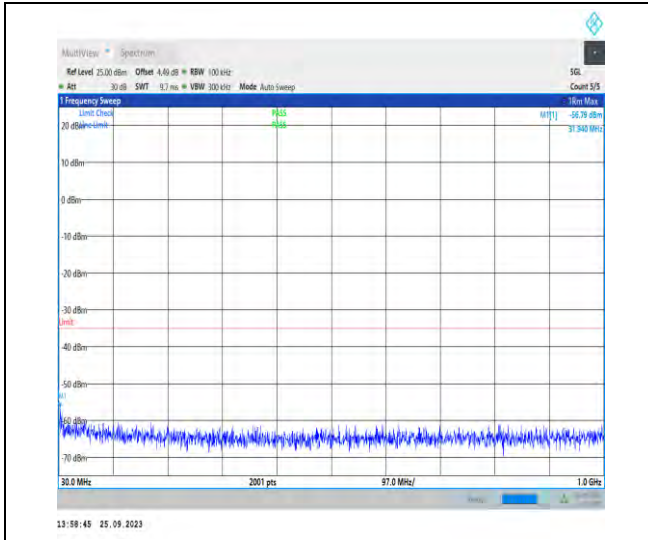 MultiView Spectrum
Ref Level 25.00 dBm Offset 4.49 dB RBW 100 kHz SGL
Att 30 dB SWT 9.7 ms VBW 300 kHz Mode Auto Sweep Count 5/5
1 Frequency Sweep 1Rm Max
Limit Check PASS M1[1] -56.79 dBm
20 dBm Line Limit PASS 31.940 MHz
10 dBm
0 dBm
-10 dBm
-20 dBm
-30 dBm
Limit
-40 dBm
-50 dBm
M1
-60 dBm
-70 dBm
30.0 MHz 2001 pts 97.0 MHz/ 1.0 GHz
13:58:45 25.09.2023